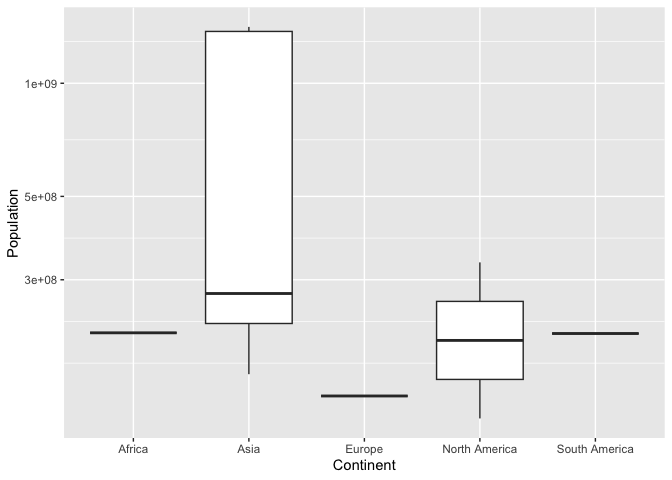 1e+09
5e+08
3e+08
Population
Africa
Asia
Europe
North America
South America
Continent